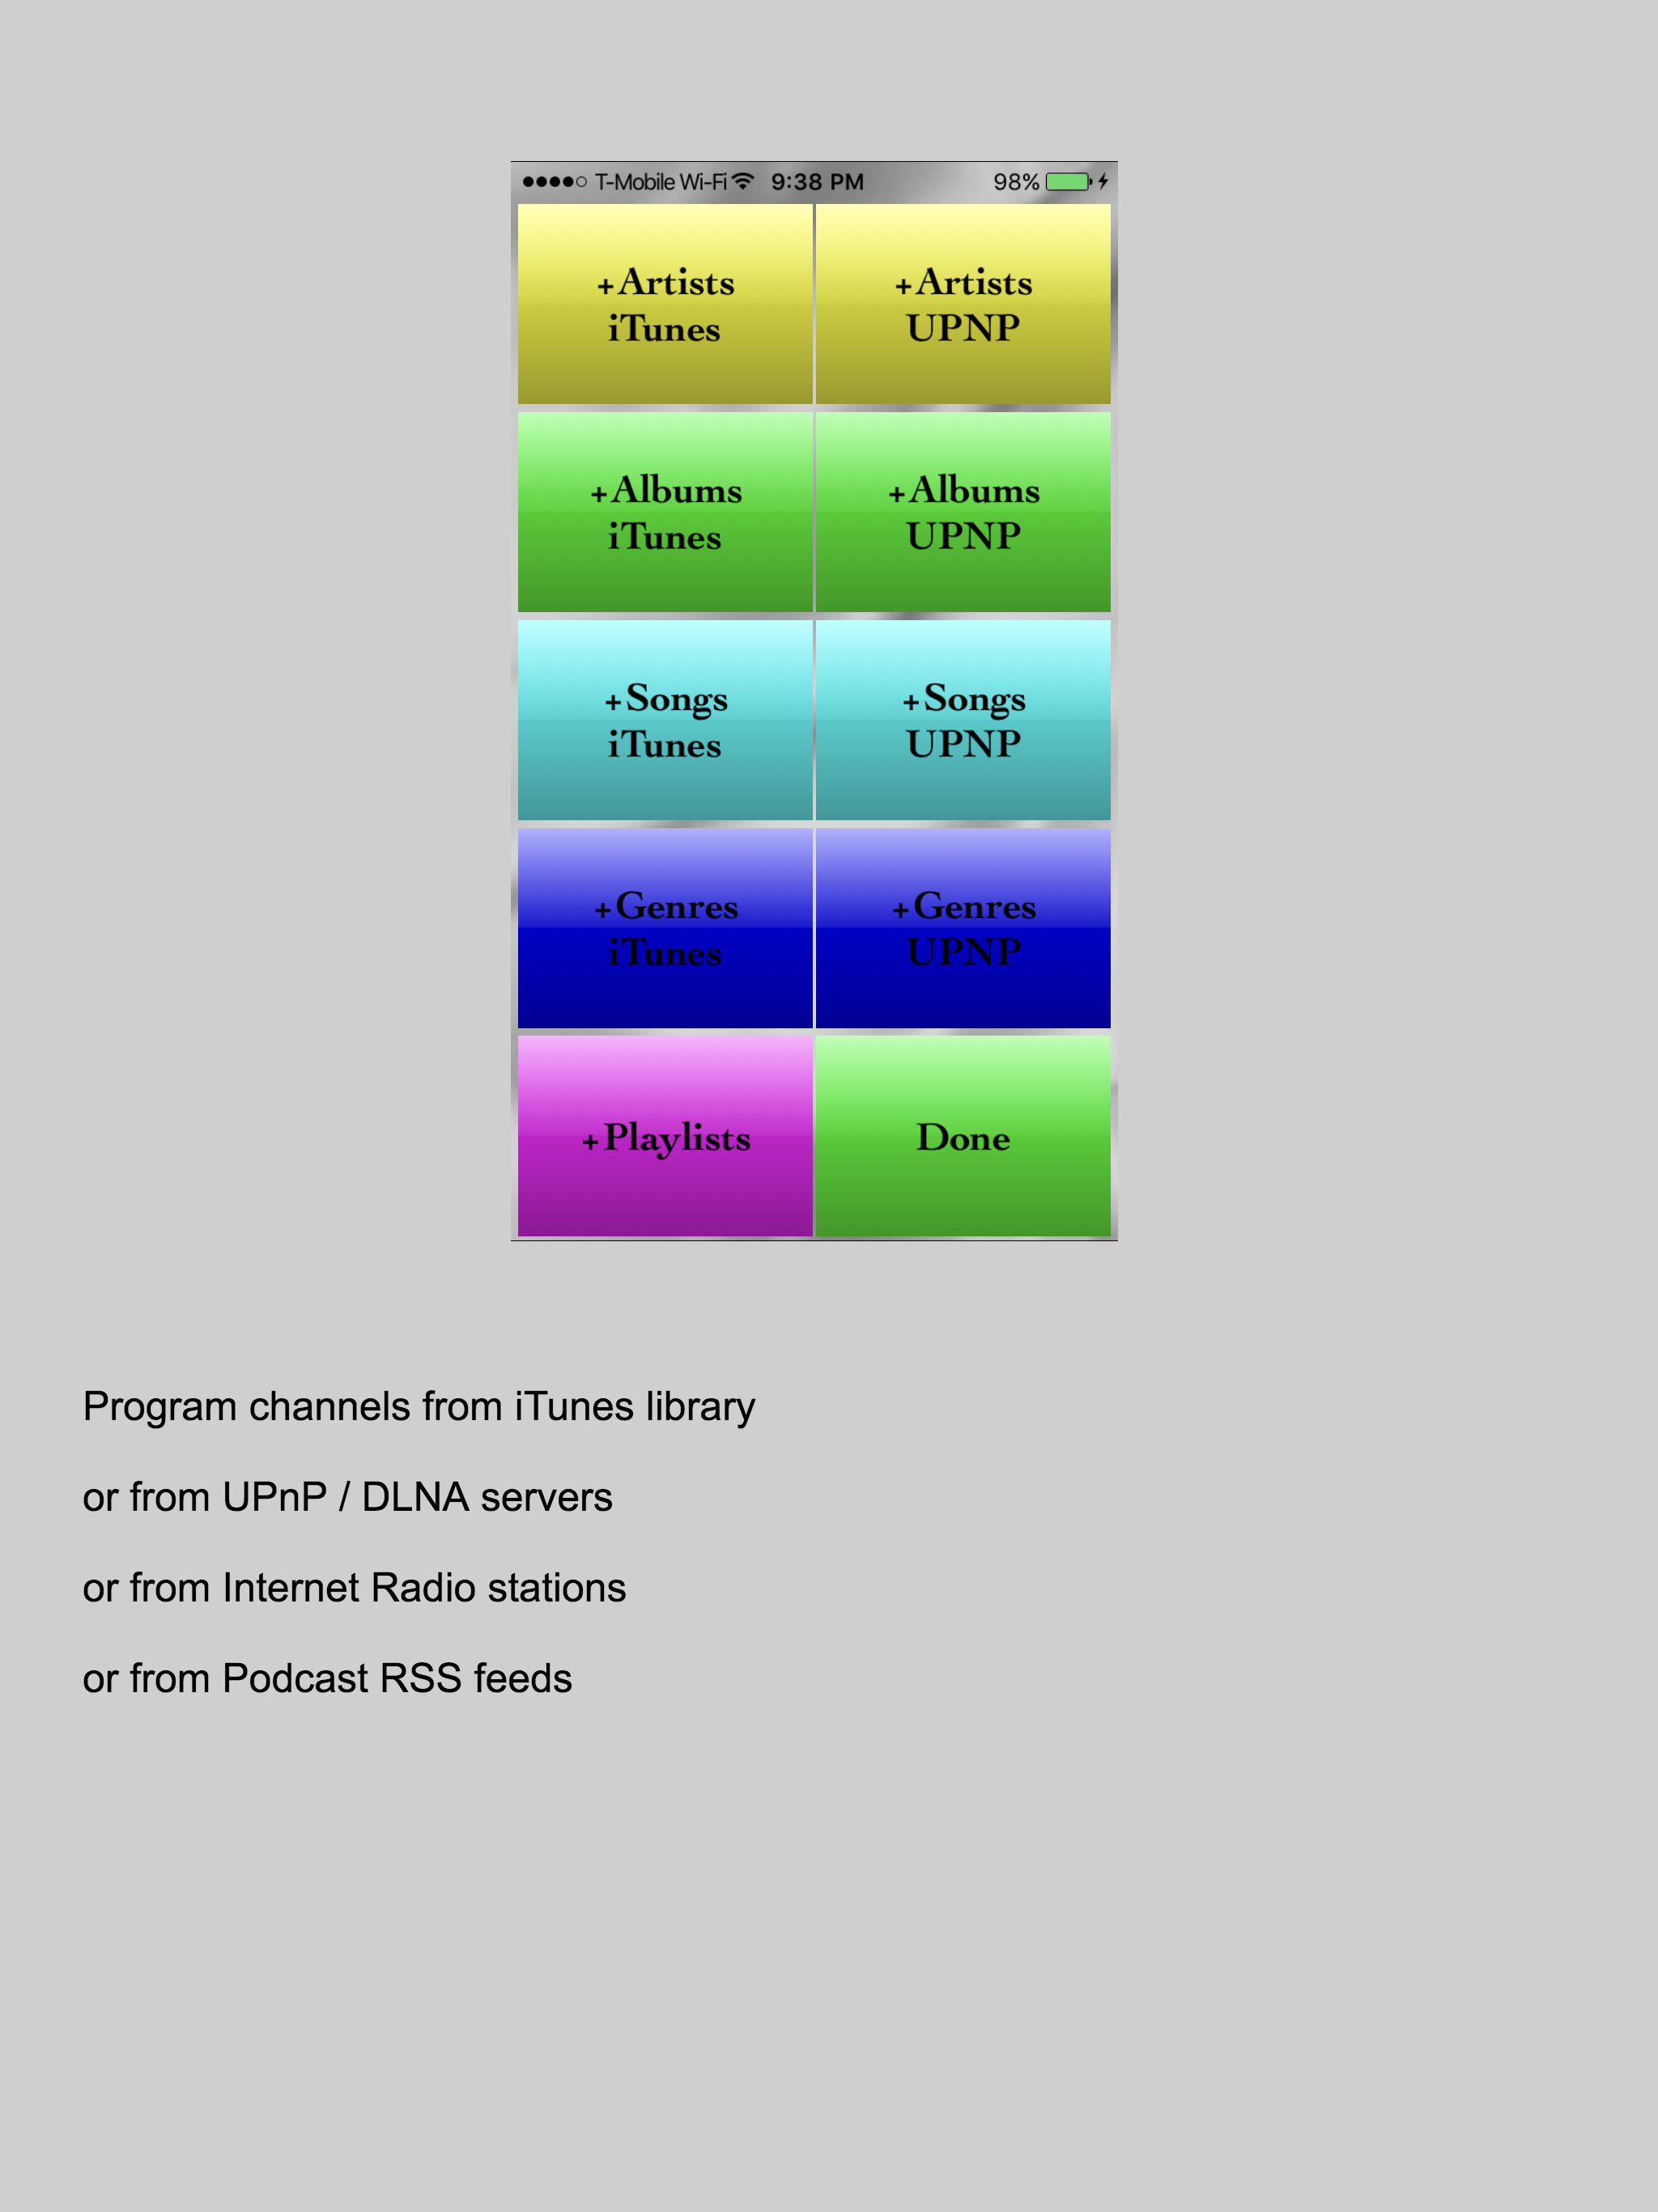 T-Mobile Wi-Fi 9:38 PM 98%
+Artists
iTunes
+Artists
UPNP
+Albums
iTunes
+Albums
UPNP
+Songs
iTunes
+Songs
UPNP
+Genres
iTunes
+Genres
UPNP
+Playlists
Done
Program channels from iTunes library
or from UPnP / DLNA servers
or from Internet Radio stations
or from Podcast RSS feeds